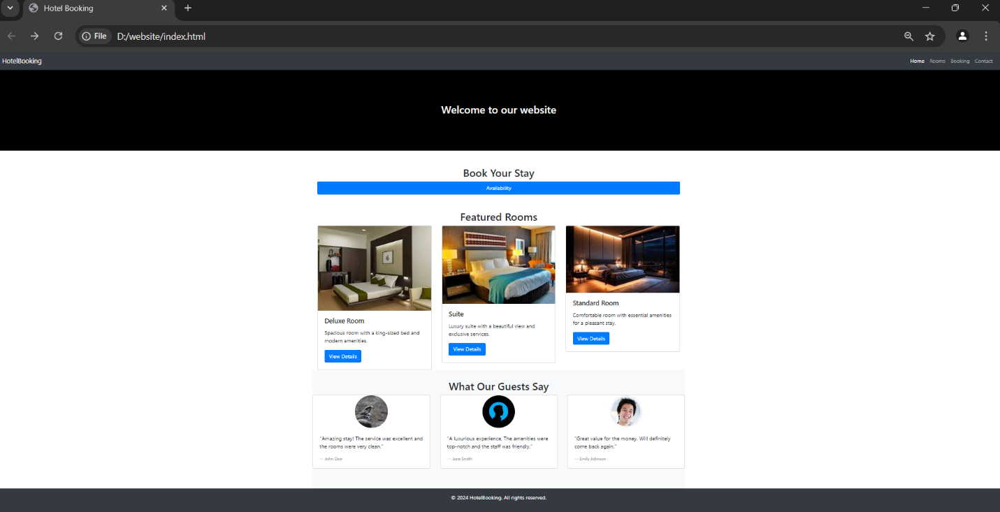 Hotel Booking
File D:/website/index.html
HotelBooking
Home Rooms Booking Contact
Welcome to our website
Book Your Stay
Availability
Featured Rooms
4
Deluxe Room
Spacious room with a king-sized bed and
modern amenities.
View Details
Suite
Luxury suite with a beautiful view and
exclusive services.
View Details
Standard Room
Comfortable room with essential amenities
for a pleasant stay.
View Details
What Our Guests Say
"Amazing stay! The service was excellent and
the rooms were very clean."
— John Doe
"A luxurious experience. The amenities were
top-notch and the staff was friendly."
— Jane Smith
"Great value for the money. Will definitely
come back again."
— Emily Johnson
© 2024 HotelBooking. All rights reserved.